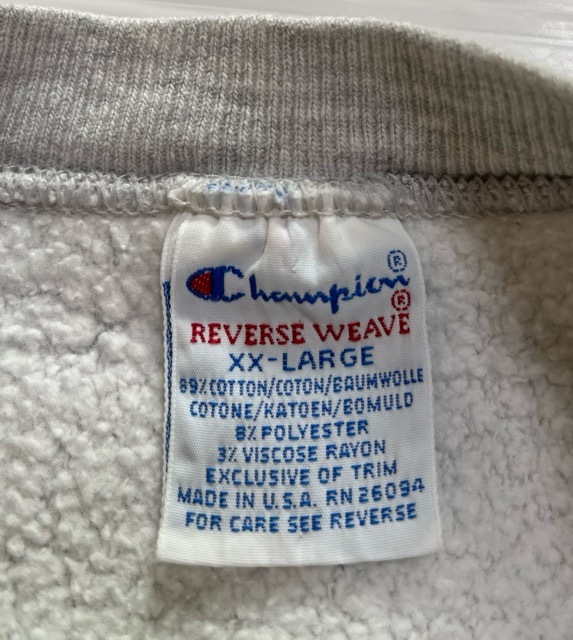 Champion®
REVERSE WEAVE®
XX-LARGE
89% COTTON/COTON/BAUMWOLLE
COTONE/KATOEN/BOMULD
8% POLYESTER
3% VISCOSE RAYON
EXCLUSIVE OF TRIM
MADE IN U.S.A. RN 26094
FOR CARE SEE REVERSE